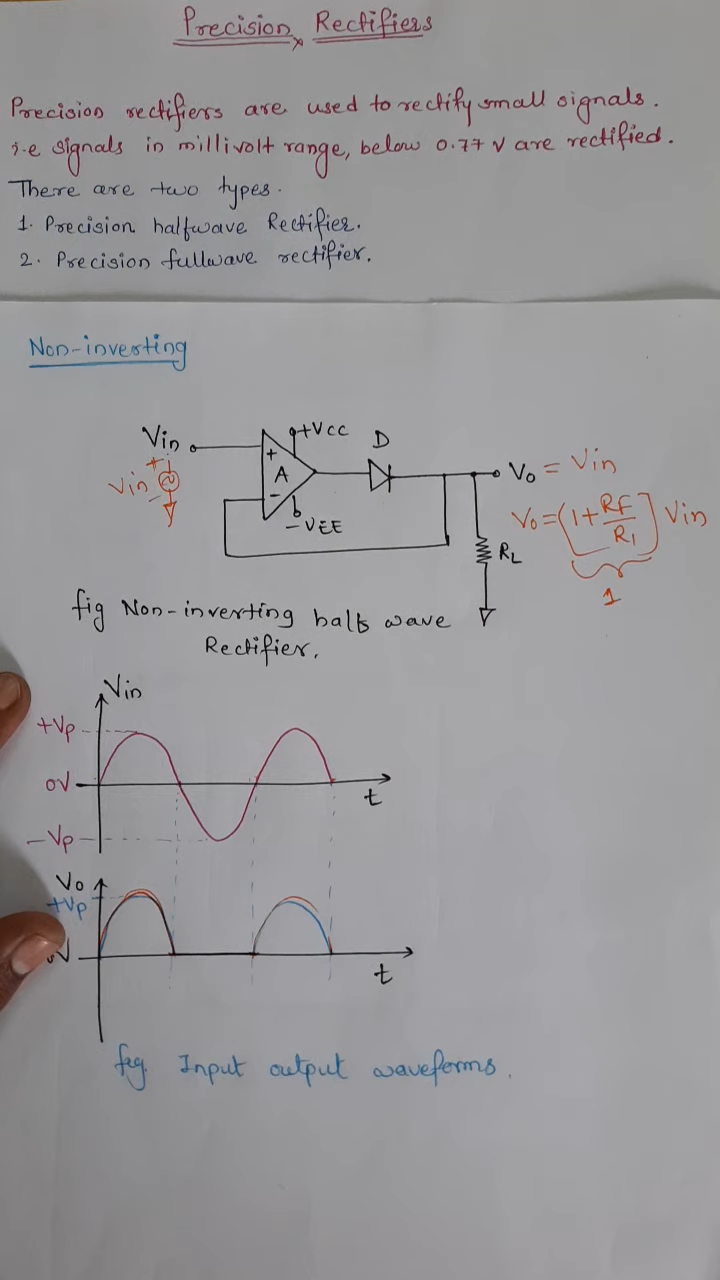 Precision Rectifiers
Precision rectifiers are used to rectify small signals.
i.e signals in millivolt range, below 0.77 V are rectified.
There are two types.
1. Precision halfwave Rectifier.
2. Precision fullwave rectifier.
Non-inverting
Vin
+Vcc
D
+
A
-
Vo = Vin
+
Vin
-
-VEE
Vo=(1+RF/R1]Vin
1
RL
fig Non-inverting half wave
Rectifier.
Vin
+Vp
0V
t
-Vp
Vo
+Vp
t
fig. Input output waveforms.